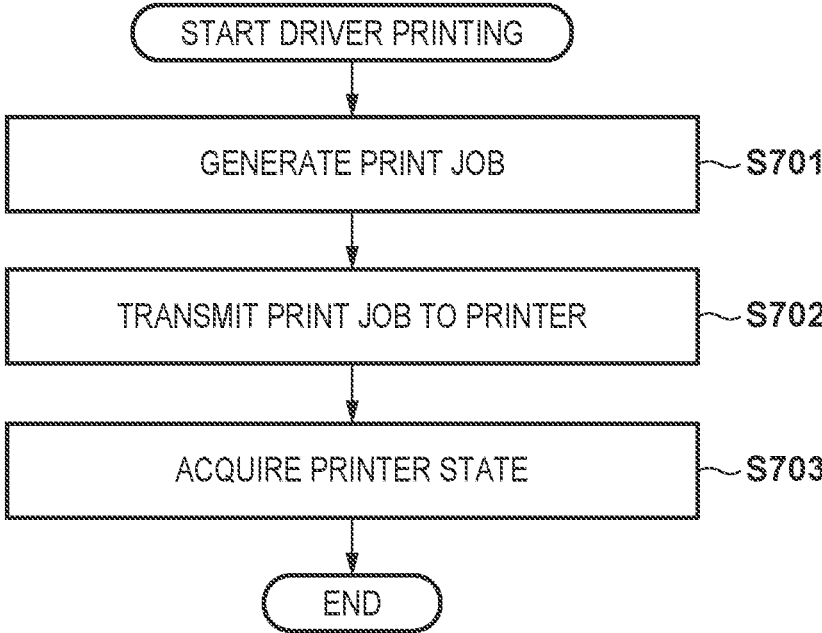 START DRIVER PRINTING
GENERATE PRINT JOB
S701
TRANSMIT PRINT JOB TO PRINTER
S702
ACQUIRE PRINTER STATE
S703
END